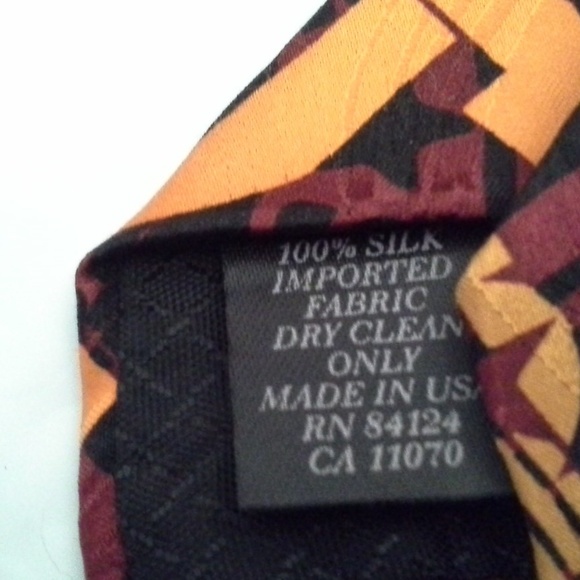 100% SILK
IMPORTED
FABRIC
DRY CLEAN
ONLY
MADE IN USA
RN 84124
CA 11070